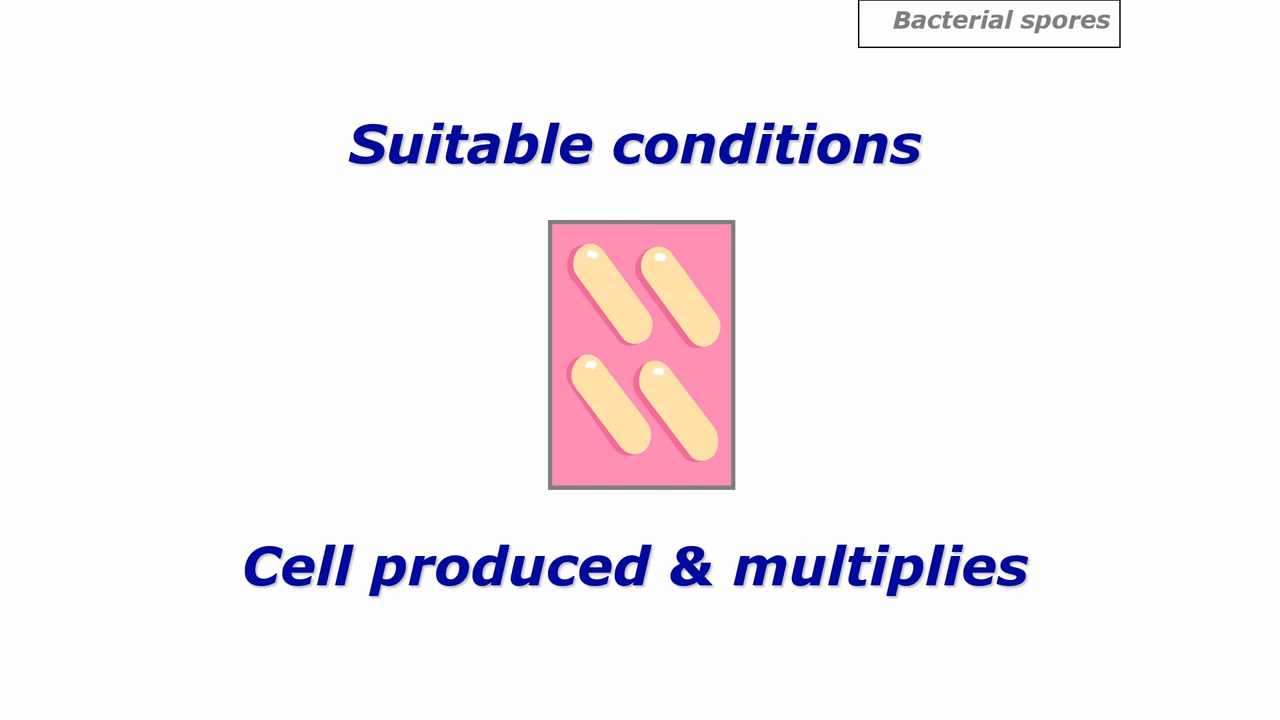 Bacterial spores
Suitable conditions
Cell produced & multiplies